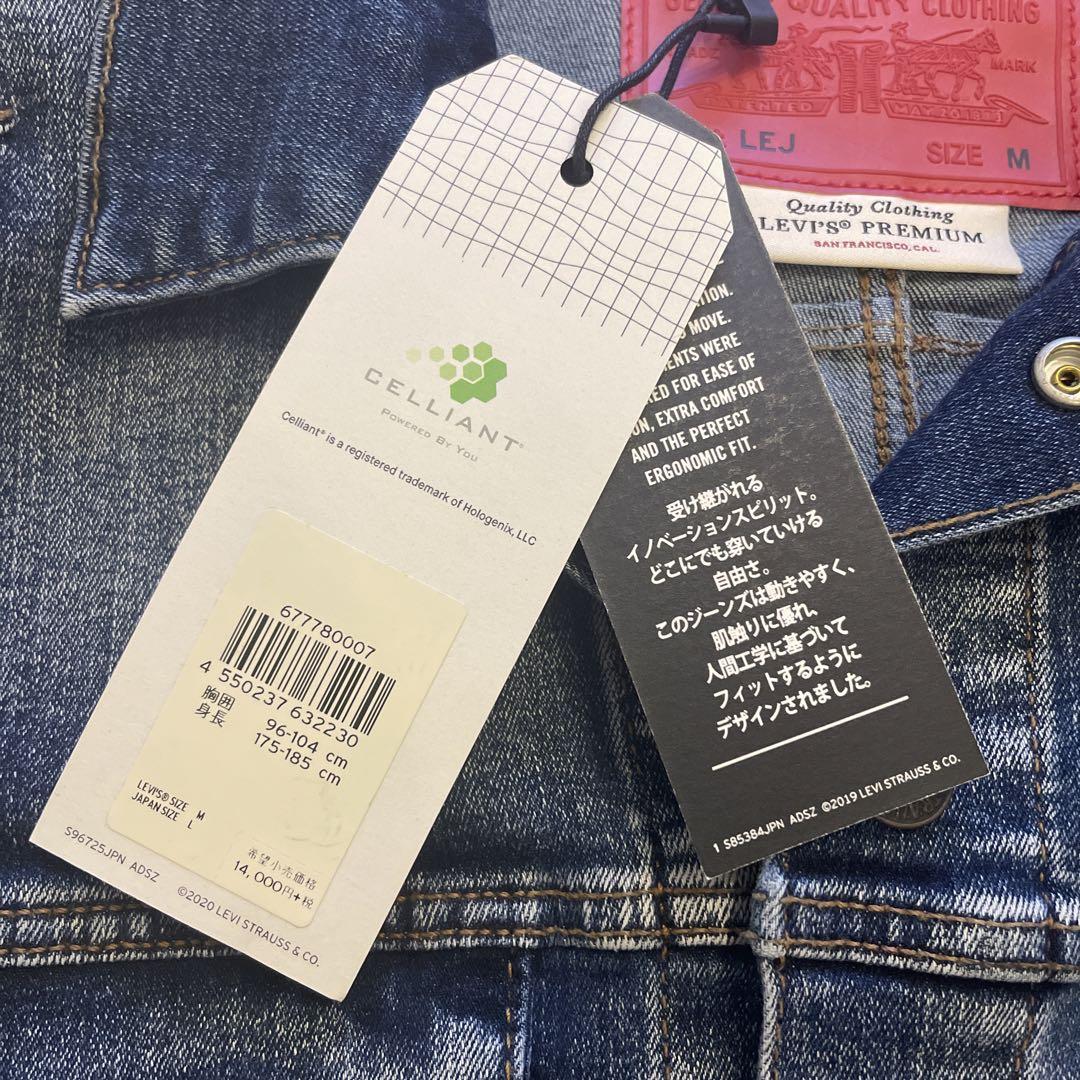 QUALITY CLOTHING
MARK
PATENTED
MAY 20 1873
LEJ
SIZE M
Quality Clothing
LEVI'S® PREMIUM
SAN FRANCISCO, CAL.
CELLIANT®
POWERED BY YOU
Celliant® is a registered trademark of Hologenix, LLC
677780007
4 550237 632230
胸囲 96-104 cm
身長 175-185 cm
LEVI'S® SIZE M
JAPAN SIZE L
希望小売価格
14,000円+税
S96725JPN ADSZ ©2020 LEVI STRAUSS & CO.
MOVE.
WERE
FOR EASE OF
EXTRA COMFORT
AND THE PERFECT
ERGONOMIC FIT.
受け継がれる
イノベーションスピリット。
どこにでも穿いていける
自由さ。
このジーンズは動きやすく、
肌触りに優れ、
人間工学に基づいて
フィットするように
デザインされました。
1 S85384JPN ADSZ ©2019 LEVI STRAUSS & CO.